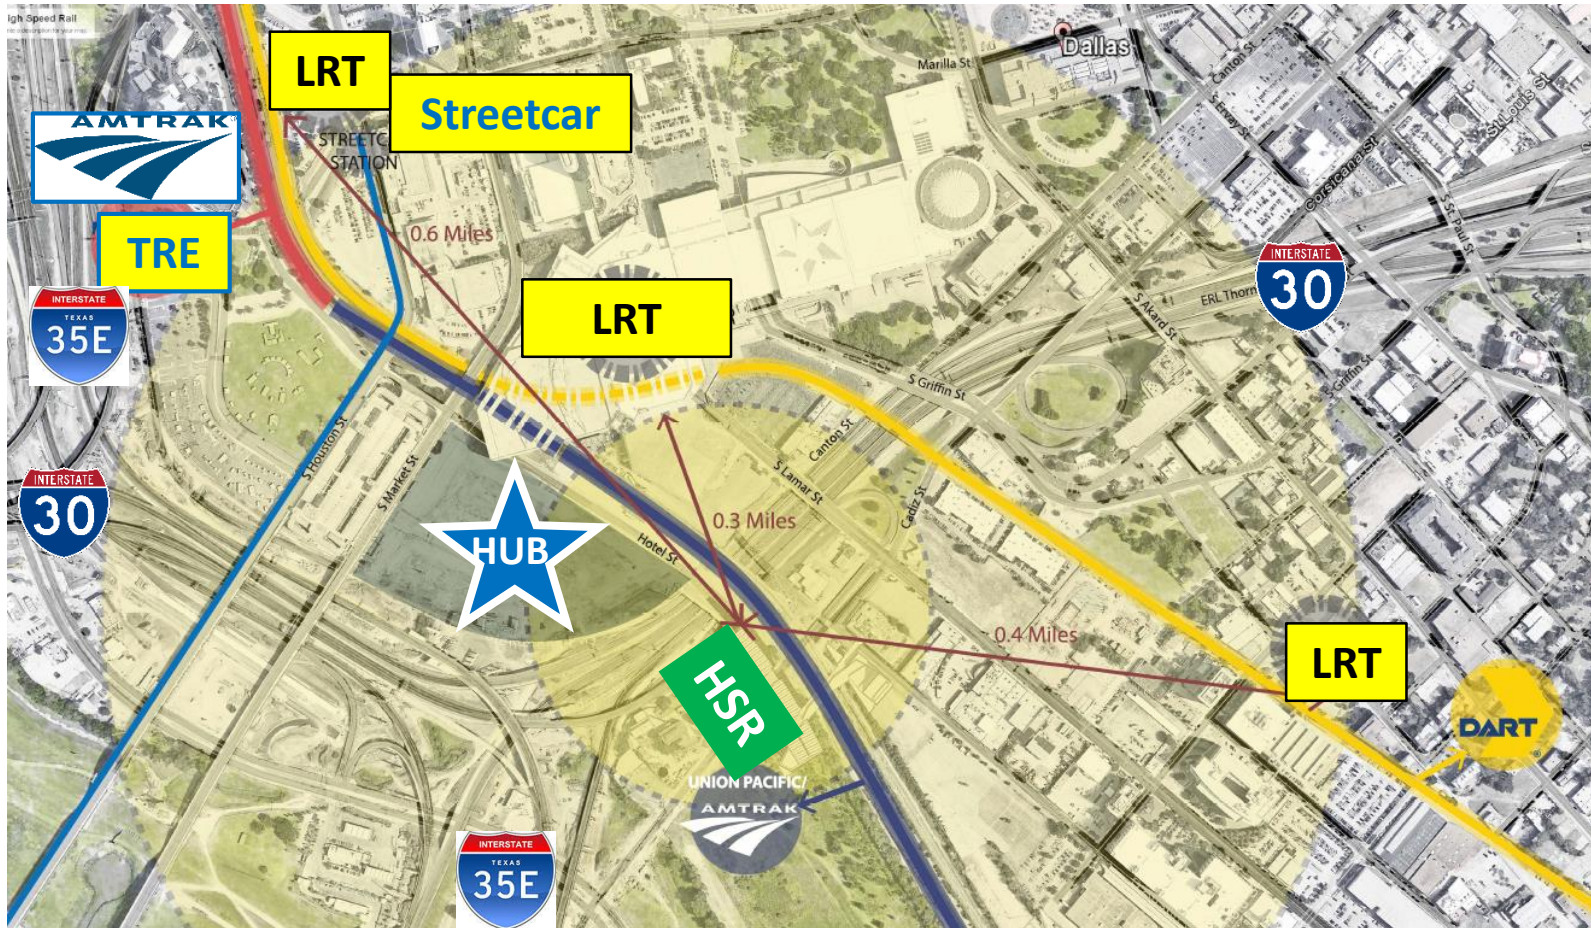 igh Speed Rail
LRT
Streetcar
Dallas
Marilla St
Canton St
S Ervay St
St Louis St
AMTRAK
STREETC
STATION
Corsicana St
S St. Paul St
TRE
0.6 Miles
INTERSTATE
30
ERL Thorn
S Akard St
INTERSTATE
TEXAS
35E
LRT
S Griffin St
S Griffin St
S Houston St
S Market St
Canton St
S Lamar St
Cadiz St
INTERSTATE
30
0.3 Miles
HUB
Hotel St
0.4 Miles
LRT
HSR
DART
UNION PACIFIC/
AMTRAK
INTERSTATE
TEXAS
35E